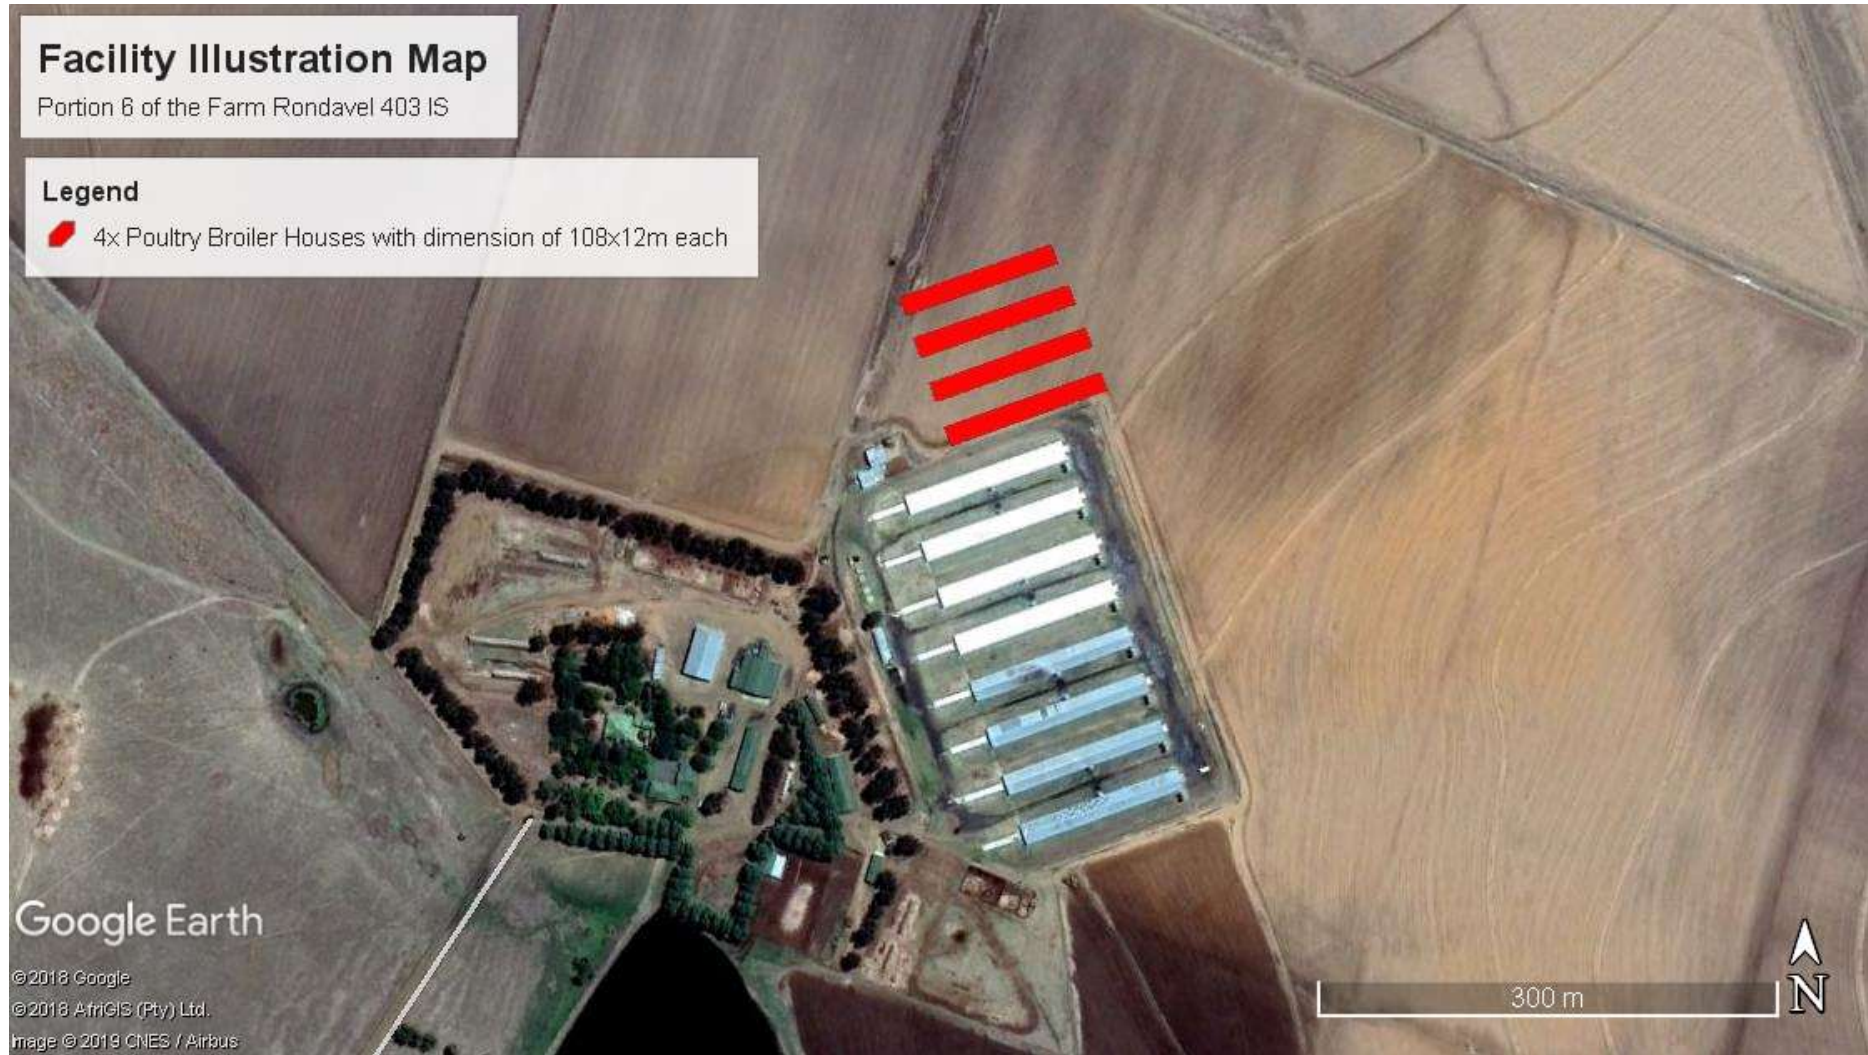 Facility Illustration Map
Portion 6 of the Farm Rondavel 403 IS
Legend
4x Poultry Broiler Houses with dimension of 108x12m each
Google Earth
©2018 Google
©2018 AfriGIS (Pty) Ltd.
Image © 2019 CNES / Airbus
300 m
N